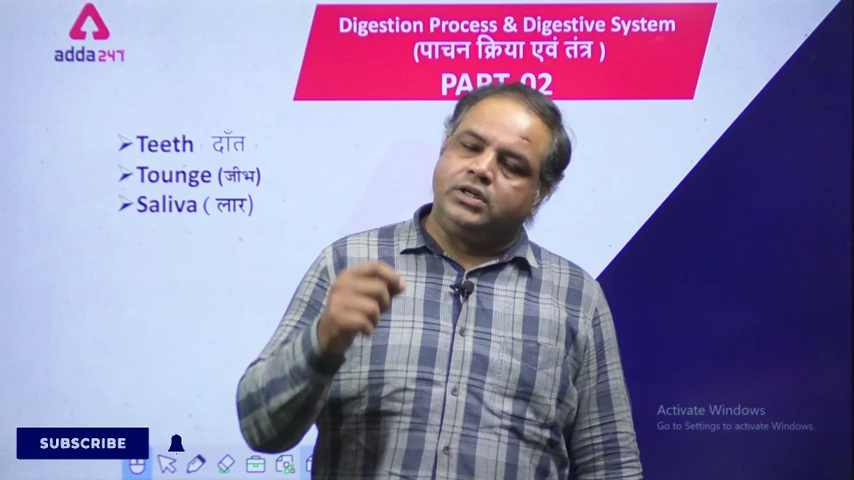 adda247
Digestion Process & Digestive System
(पाचन क्रिया एवं तंत्र )
PART 02
Teeth दाँत
Tounge (जीभ)
Saliva ( लार)
Activate Windows
Go to Settings to activate Windows.
SUBSCRIBE